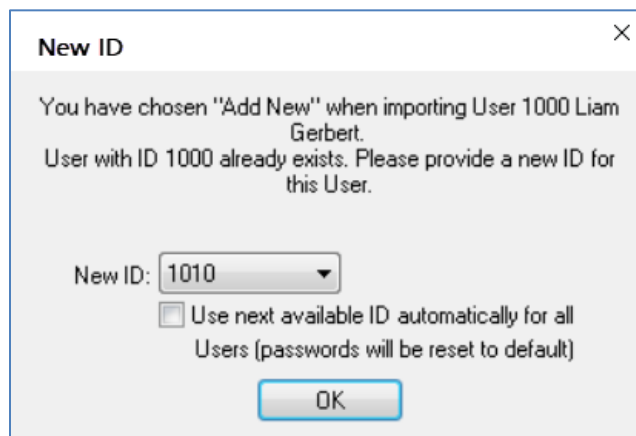 New ID
You have chosen "Add New" when importing User 1000 Liam
Gerbert.
User with ID 1000 already exists. Please provide a new ID for
this User.
New ID: 1010
Use next available ID automatically for all
Users (passwords will be reset to default)
OK